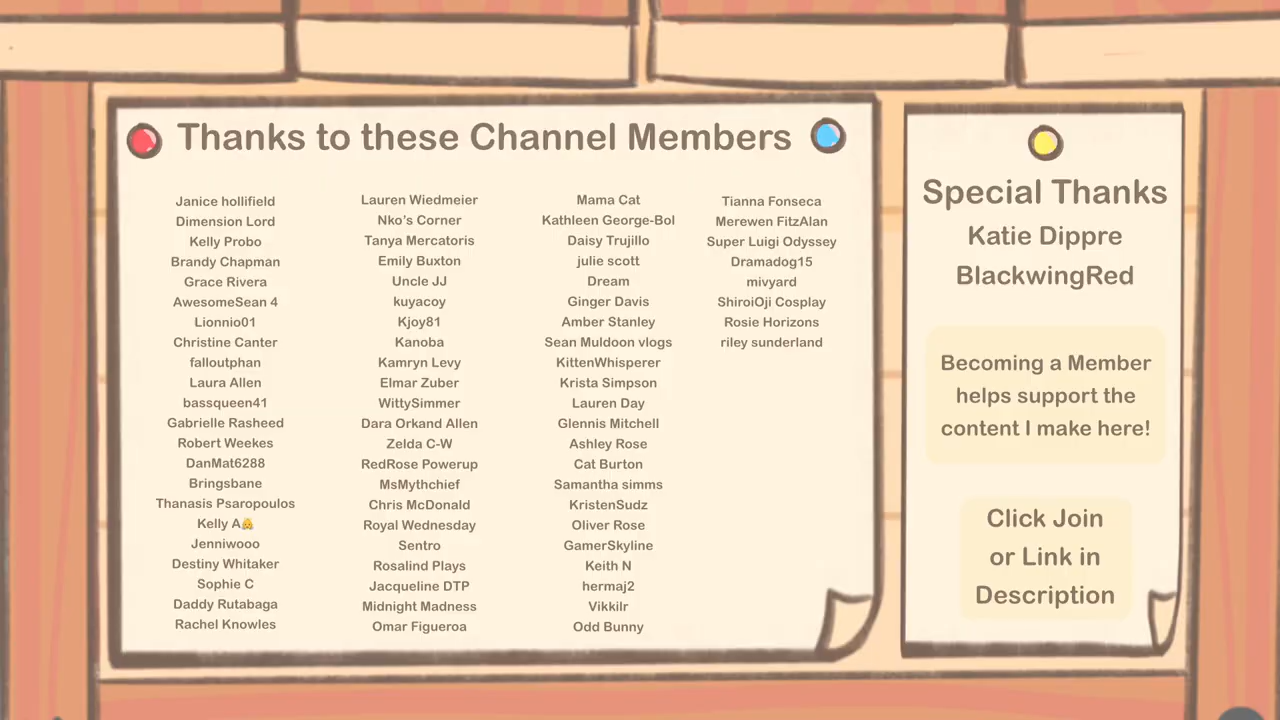 Thanks to these Channel Members
Janice hollifield
Dimension Lord
Kelly Probo
Brandy Chapman
Grace Rivera
AwesomeSean 4
Lionnio01
Christine Canter
falloutphan
Laura Allen
bassqueen41
Gabrielle Rasheed
Robert Weekes
DanMat6288
Bringsbane
Thanasis Psaropoulos
Kelly A👸
Jenniwooo
Destiny Whitaker
Sophie C
Daddy Rutabaga
Rachel Knowles
Lauren Wiedmeier
Nko's Corner
Tanya Mercatoris
Emily Buxton
Uncle JJ
kuyacoy
Kjoy81
Kanoba
Kamryn Levy
Elmar Zuber
WittySimmer
Dara Orkand Allen
Zelda C-W
RedRose Powerup
MsMythchief
Chris McDonald
Royal Wednesday
Sentro
Rosalind Plays
Jacqueline DTP
Midnight Madness
Omar Figueroa
Mama Cat
Kathleen George-Bol
Daisy Trujillo
julie scott
Dream
Ginger Davis
Amber Stanley
Sean Muldoon vlogs
KittenWhisperer
Krista Simpson
Lauren Day
Glennis Mitchell
Ashley Rose
Cat Burton
Samantha simms
KristenSudz
Oliver Rose
GamerSkyline
Keith N
hermaj2
Vikkilr
Odd Bunny
Tianna Fonseca
Merewen FitzAlan
Super Luigi Odyssey
Dramadog15
mivyard
ShiroiOji Cosplay
Rosie Horizons
riley sunderland
Special Thanks
Katie Dippre
BlackwingRed
Becoming a Member
helps support the
content I make here!
Click Join
or Link in
Description